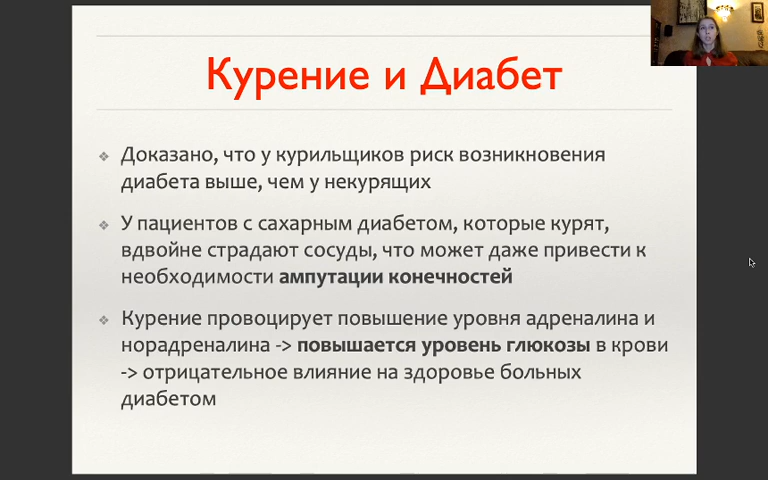 Курение и Диабет
Доказано, что у курильщиков риск возникновения
диабета выше, чем у некурящих
У пациентов с сахарным диабетом, которые курят,
вдвойне страдают сосуды, что может даже привести к
необходимости ампутации конечностей
Курение провоцирует повышение уровня адреналина и
норадреналина -> повышается уровень глюкозы в крови
-> отрицательное влияние на здоровье больных
диабетом